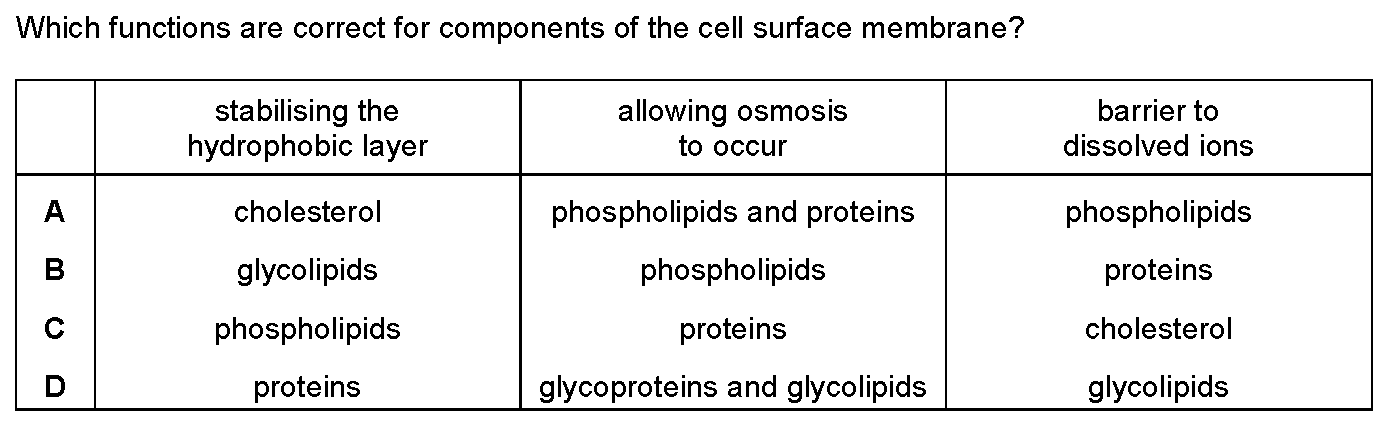 Which functions are correct for components of the cell surface membrane?
stabilising the hydrophobic layer | allowing osmosis to occur | barrier to dissolved ions
A | cholesterol | phospholipids and proteins | phospholipids
B | glycolipids | phospholipids | proteins
C | phospholipids | proteins | cholesterol
D | proteins | glycoproteins and glycolipids | glycolipids